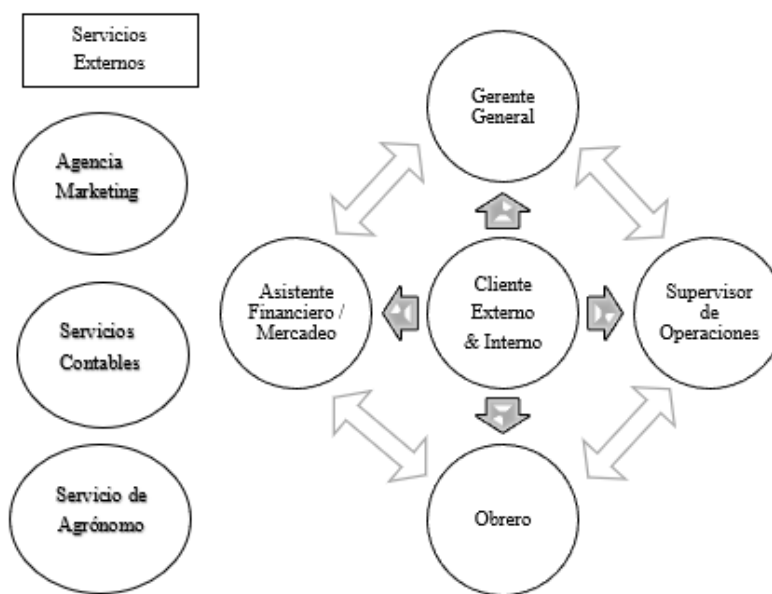 Servicios
Externos
Agencia
Marketing
Servicios
Contables
Servicio de
Agrónomo
Gerente
General
Asistente
Financiero /
Mercadeo
Cliente
Externo
& Interno
Supervisor
de
Operaciones
Obrero